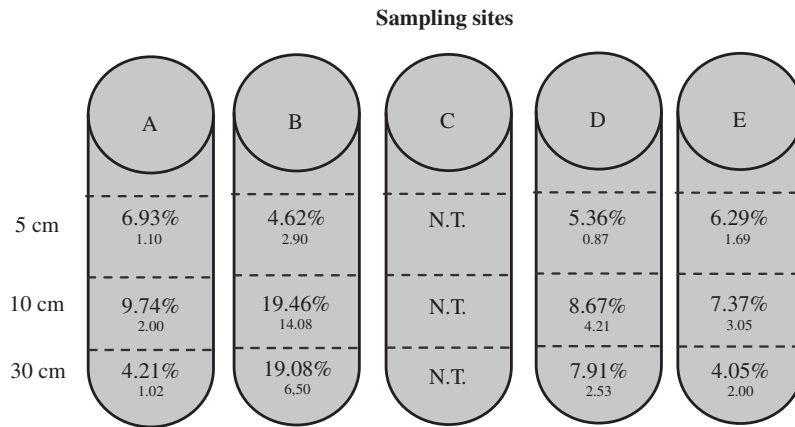 Sampling sites
A B C D E
5 cm 6.93% 4.62% N.T. 5.36% 6.29%
1.10 2.90 0.87 1.69
10 cm 9.74% 19.46% N.T. 8.67% 7.37%
2.00 14.08 4.21 3.05
30 cm 4.21% 19.08% N.T. 7.91% 4.05%
1.02 6,50 2.53 2.00